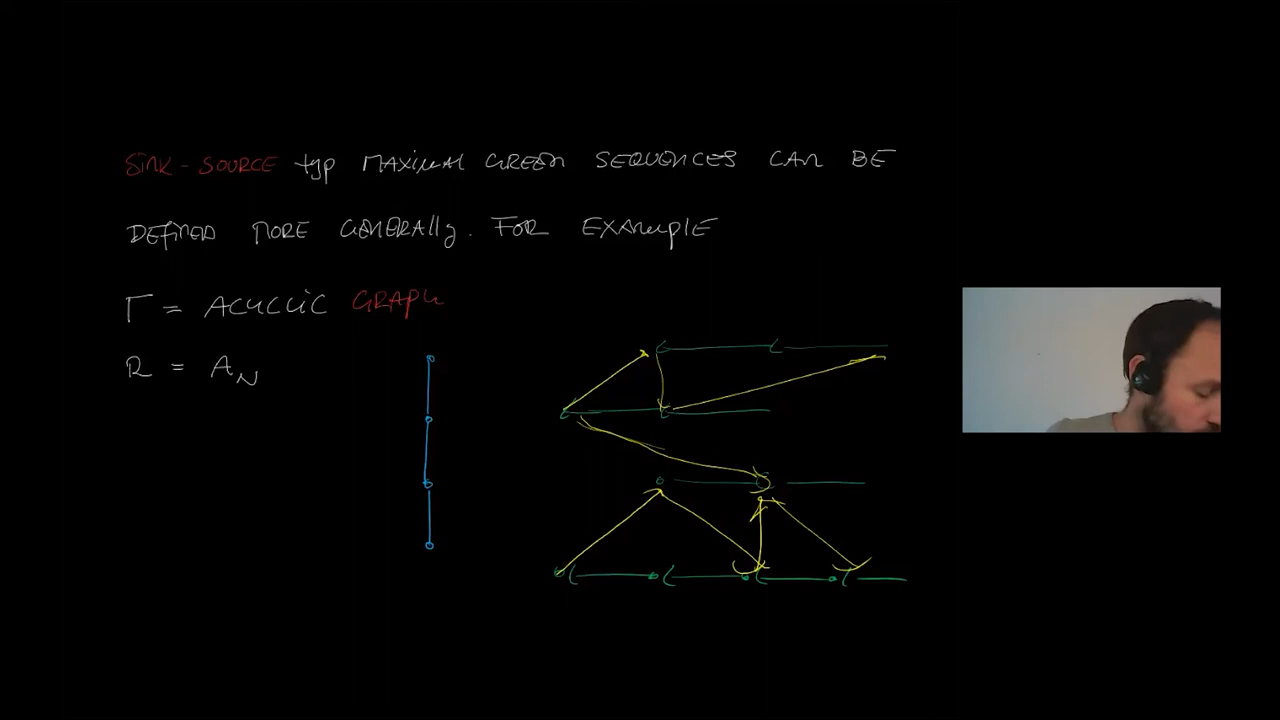 SINK-SOURCE typ MAXIMAL GREEN SEQUENCES CAN BE
DEFINED MORE GENERALLY. FOR EXAMPLE
Γ = ACYCLIC GRAPH
R = A_N